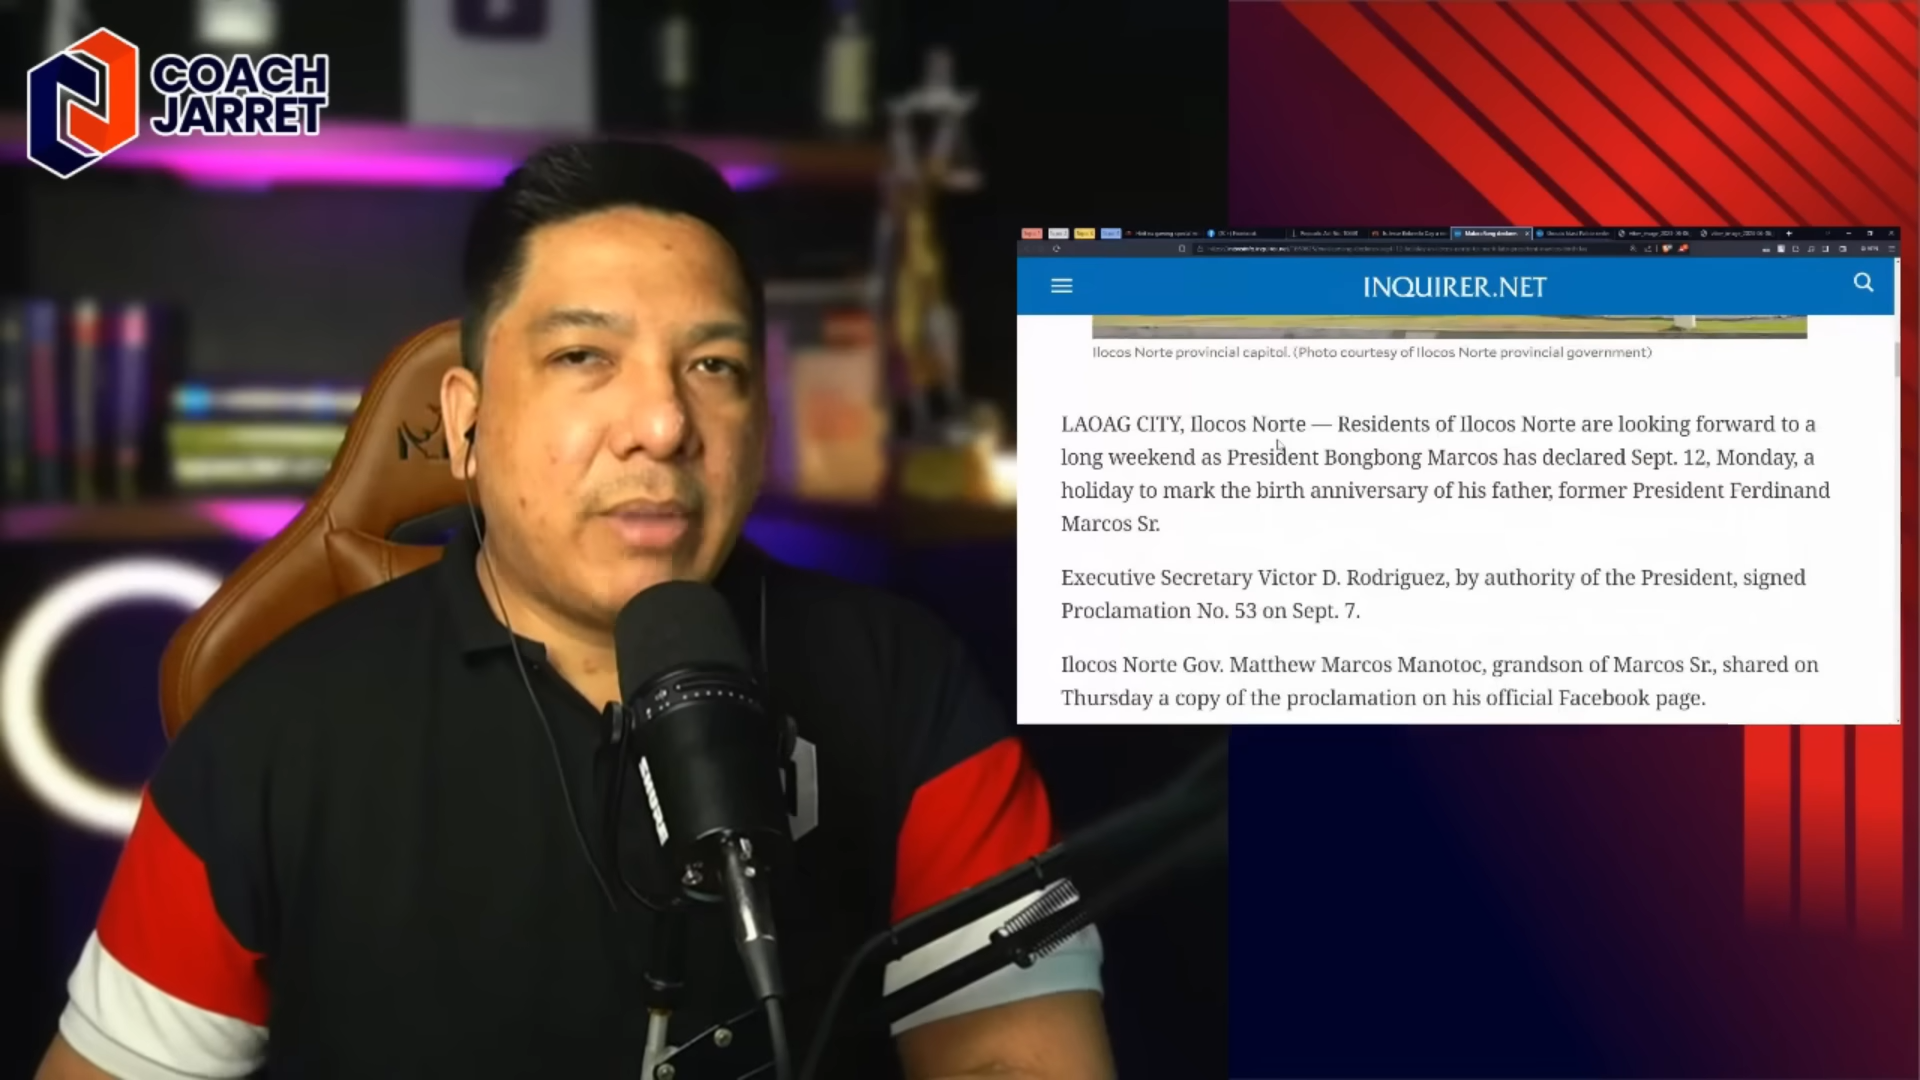 COACH
JARRET
INQUIRER.NET
Ilocos Norte provincial capitol. (Photo courtesy of Ilocos Norte provincial government)
LAOAG CITY, Ilocos Norte — Residents of Ilocos Norte are looking forward to a
long weekend as President Bongbong Marcos has declared Sept. 12, Monday, a
holiday to mark the birth anniversary of his father, former President Ferdinand
Marcos Sr.
Executive Secretary Victor D. Rodriguez, by authority of the President, signed
Proclamation No. 53 on Sept. 7.
Ilocos Norte Gov. Matthew Marcos Manotoc, grandson of Marcos Sr., shared on
Thursday a copy of the proclamation on his official Facebook page.
SHURE